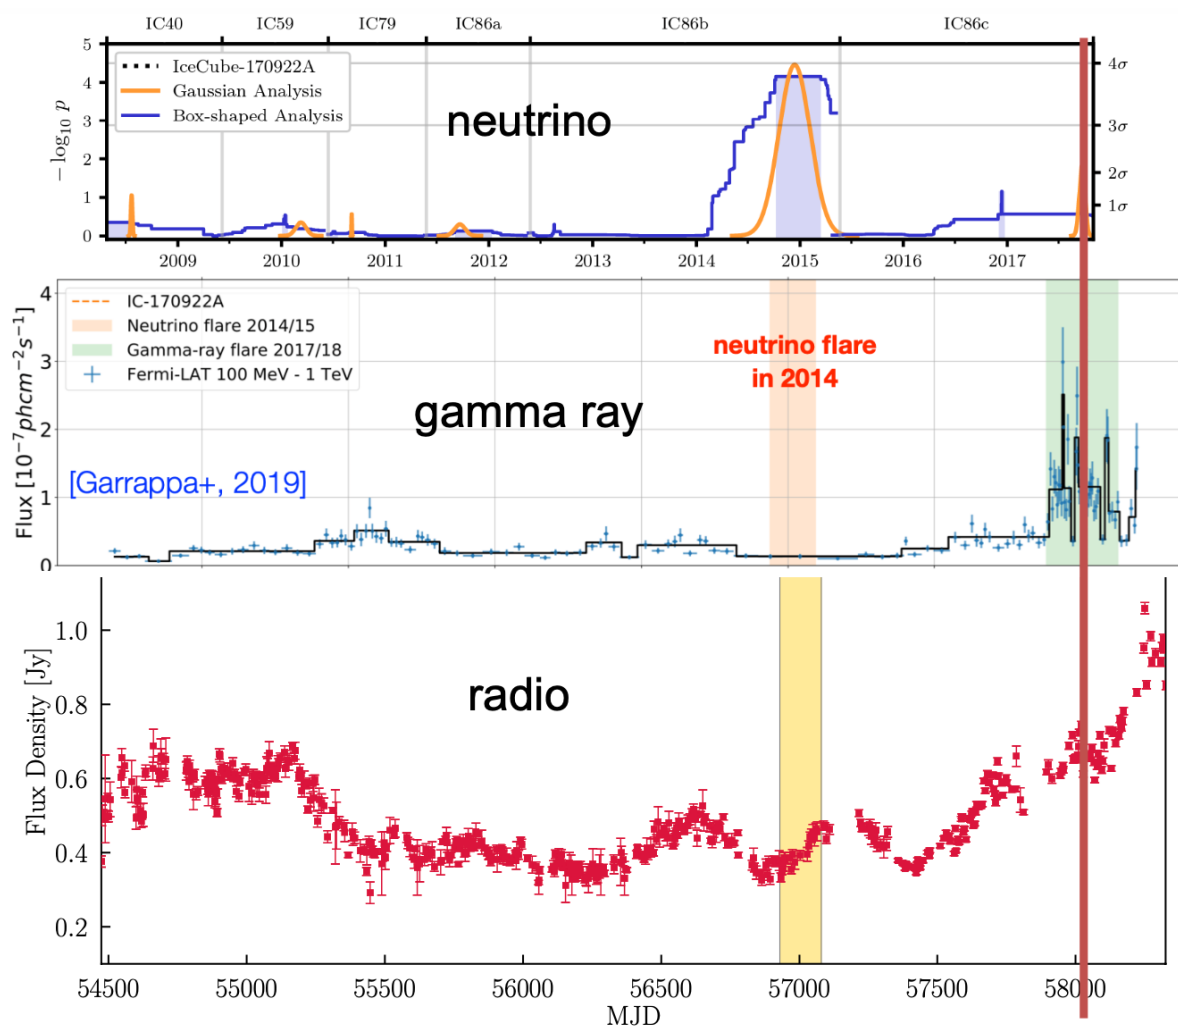 IC40 IC59 IC79 IC86a IC86b IC86c
5
4
3
2
1
0
− log₁₀ p
IceCube-170922A
Gaussian Analysis
Box-shaped Analysis
neutrino
4σ
3σ
2σ
1σ
2009 2010 2011 2012 2013 2014 2015 2016 2017
4
3
2
1
0
Flux [10⁻⁷phcm⁻²s⁻¹]
IC-170922A
Neutrino flare 2014/15
Gamma-ray flare 2017/18
Fermi-LAT 100 MeV - 1 TeV
neutrino flare
in 2014
gamma ray
[Garrappa+, 2019]
1.0
0.8
0.6
0.4
0.2
Flux Density [Jy]
radio
54500 55000 55500 56000 56500 57000 57500 58000
MJD